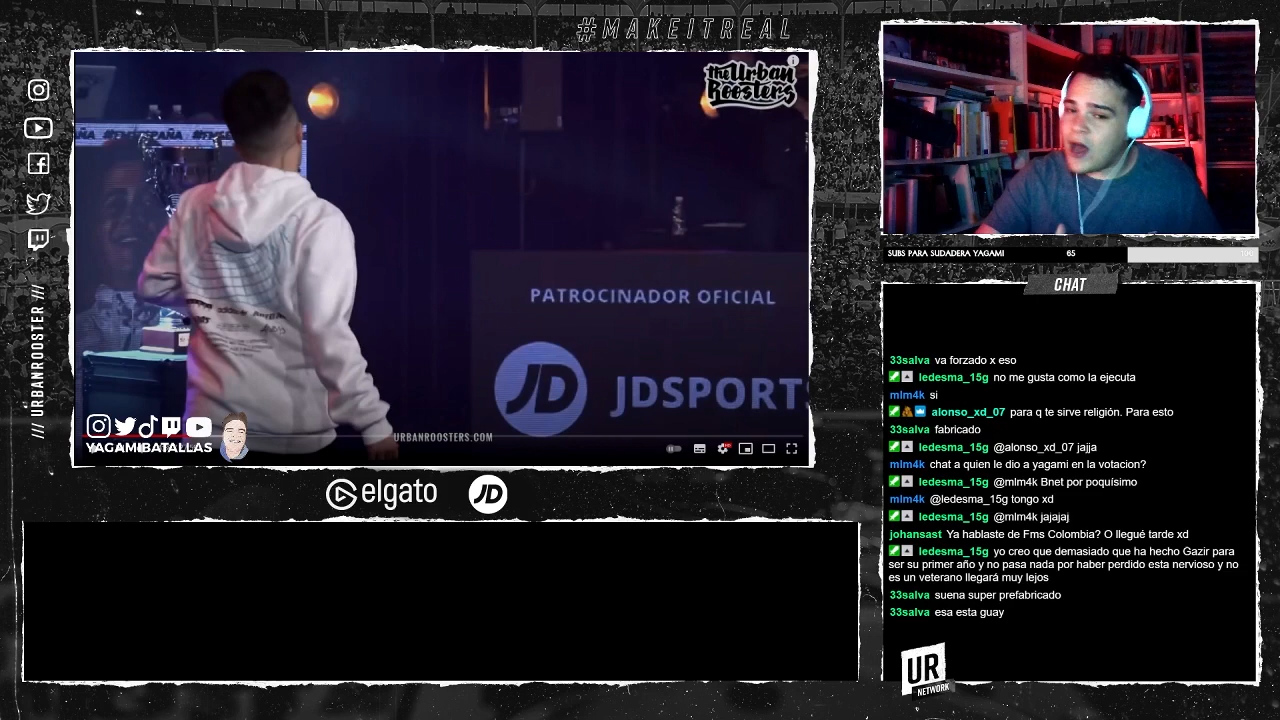 #MAKEITREAL
the Urban
Roosters
PATROCINADOR OFICIAL
JD
JDSPORTS
URBANROOSTERS.COM
YAGAMIBATALLAS
/// URBANROOSTER ///
elgato
JD
SUBS PARA SUDADERA YAGAMI 65 100
CHAT
33salva va forzado x eso
ledesma_15g no me gusta como la ejecuta
mlm4k si
alonso_xd_07 para q te sirve religión. Para esto
33salva fabricado
ledesma_15g @alonso_xd_07 jajja
mlm4k chat a quien le dio a yagami en la votacion?
ledesma_15g @mlm4k Bnet por poquísimo
mlm4k @ledesma_15g tongo xd
ledesma_15g @mlm4k jajajaj
johansast Ya hablaste de Fms Colombia? O llegué tarde xd
ledesma_15g yo creo que demasiado que ha hecho Gazir para
ser su primer año y no pasa nada por haber perdido esta nervioso y no
es un veterano llegará muy lejos
33salva suena super prefabricado
33salva esa esta guay
UR
NETWORK